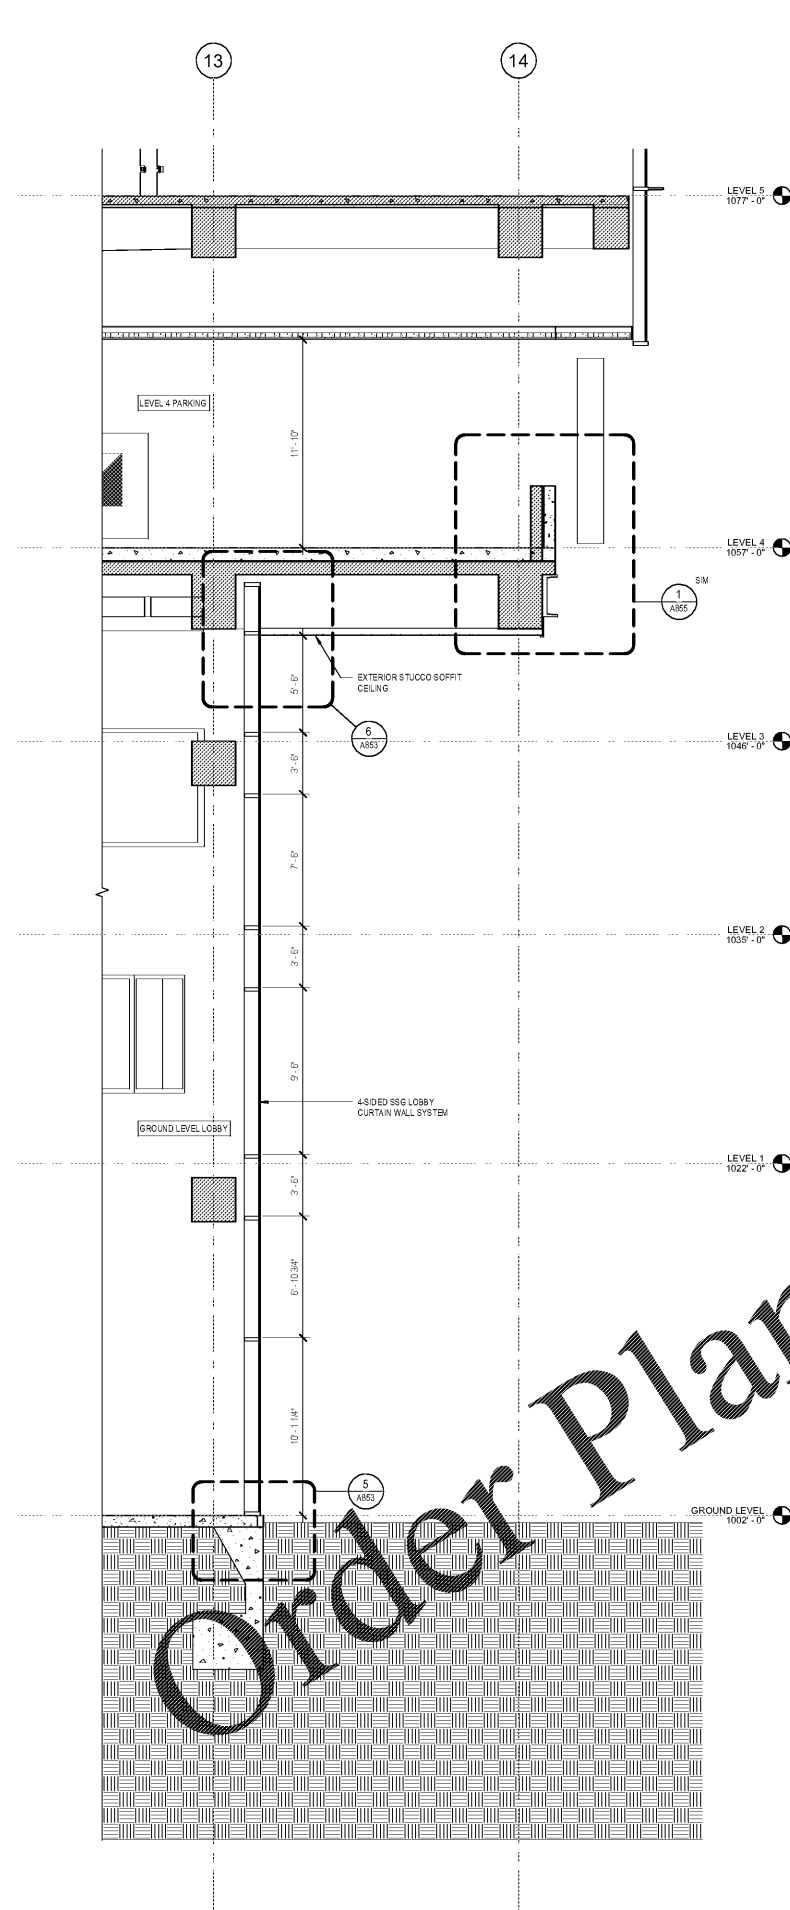 13
14
LEVEL 5
1077' - 0"
LEVEL 4 PARKING
11' - 10"
LEVEL 4
1057' - 0"
SIM
1
A855
EXTERIOR STUCCO SOFFIT
CEILING
5' - 6"
6
A853
LEVEL 3
1046' - 0"
3' - 6"
7' - 6"
LEVEL 2
1035' - 0"
3' - 6"
9' - 6"
4-SIDED SSG LOBBY
CURTAIN WALL SYSTEM
GROUND LEVEL LOBBY
LEVEL 1
1022' - 0"
3' - 6"
6' - 10 3/4"
10' - 1 1/4"
5
A853
GROUND LEVEL
1002' - 0"
Order Plan